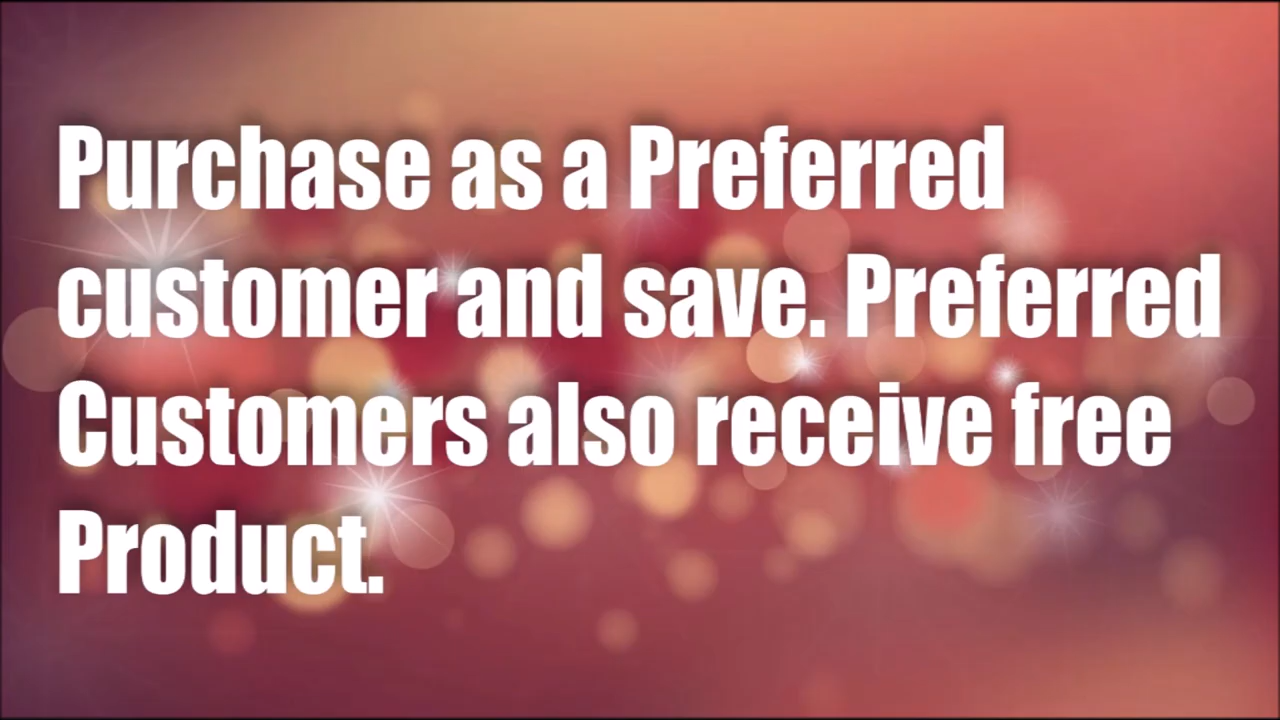 Purchase as a Preferred
customer and save. Preferred
Customers also receive free
Product.